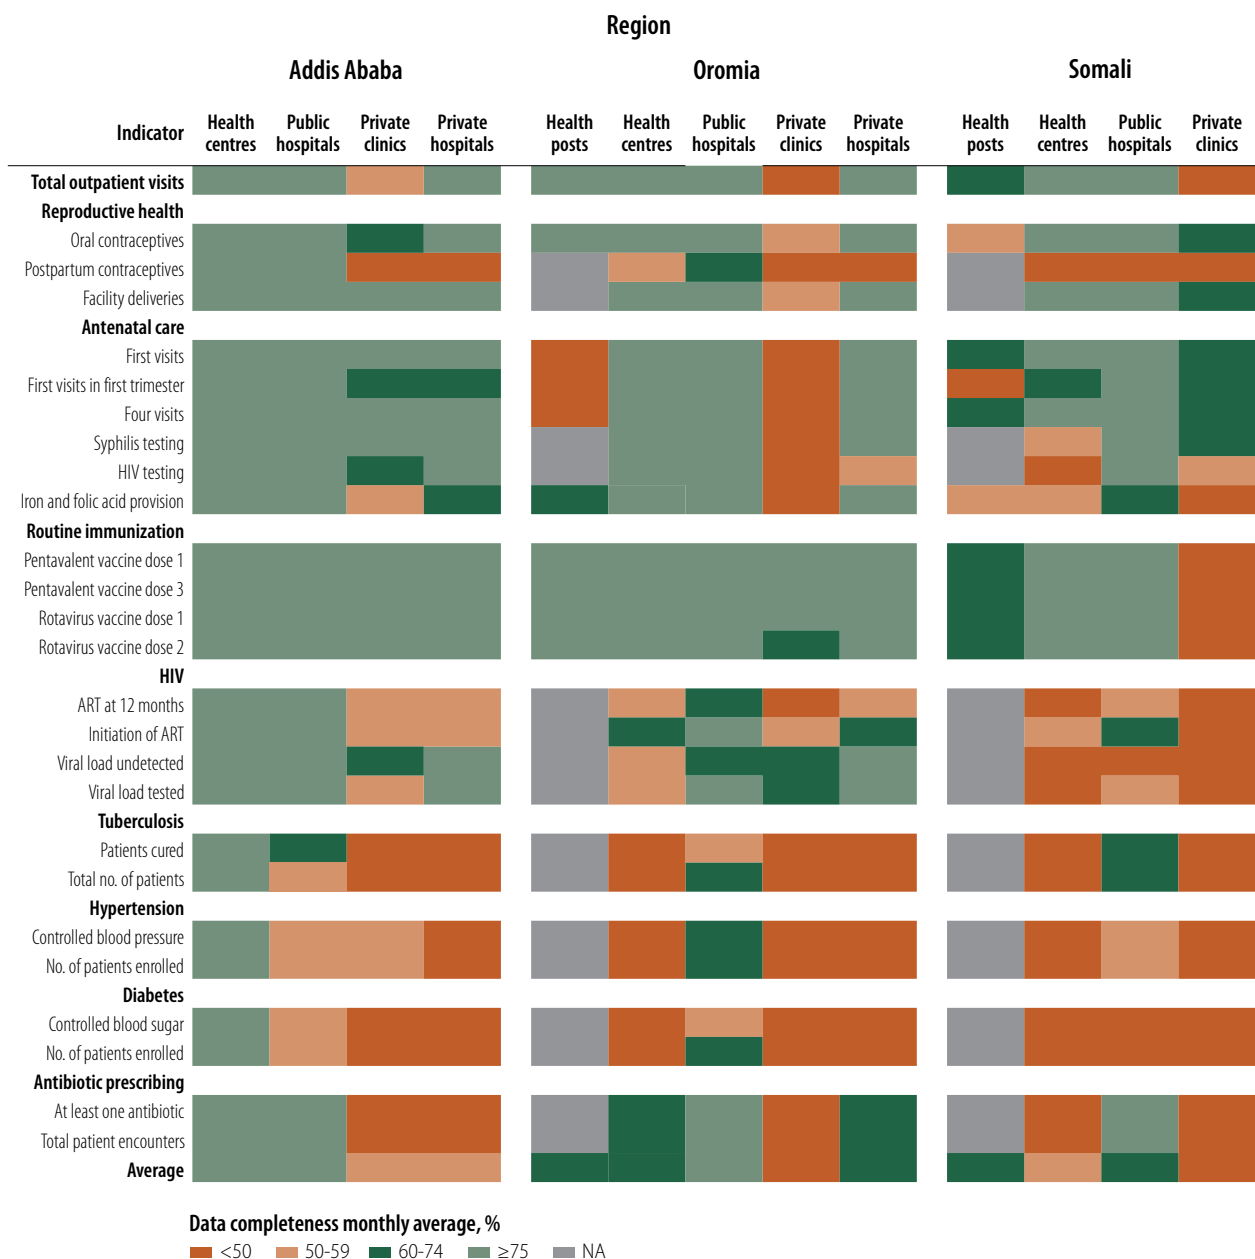 Region
Addis Ababa
Oromia
Somali
Indicator
Health centres
Public hospitals
Private clinics
Private hospitals
Health posts
Health centres
Public hospitals
Private clinics
Private hospitals
Health posts
Health centres
Public hospitals
Private clinics
Total outpatient visits
Reproductive health
Oral contraceptives
Postpartum contraceptives
Facility deliveries
Antenatal care
First visits
First visits in first trimester
Four visits
Syphilis testing
HIV testing
Iron and folic acid provision
Routine immunization
Pentavalent vaccine dose 1
Pentavalent vaccine dose 3
Rotavirus vaccine dose 1
Rotavirus vaccine dose 2
HIV
ART at 12 months
Initiation of ART
Viral load undetected
Viral load tested
Tuberculosis
Patients cured
Total no. of patients
Hypertension
Controlled blood pressure
No. of patients enrolled
Diabetes
Controlled blood sugar
No. of patients enrolled
Antibiotic prescribing
At least one antibiotic
Total patient encounters
Average
Data completeness monthly average, %
<50 50-59 60-74 ≥75 NA